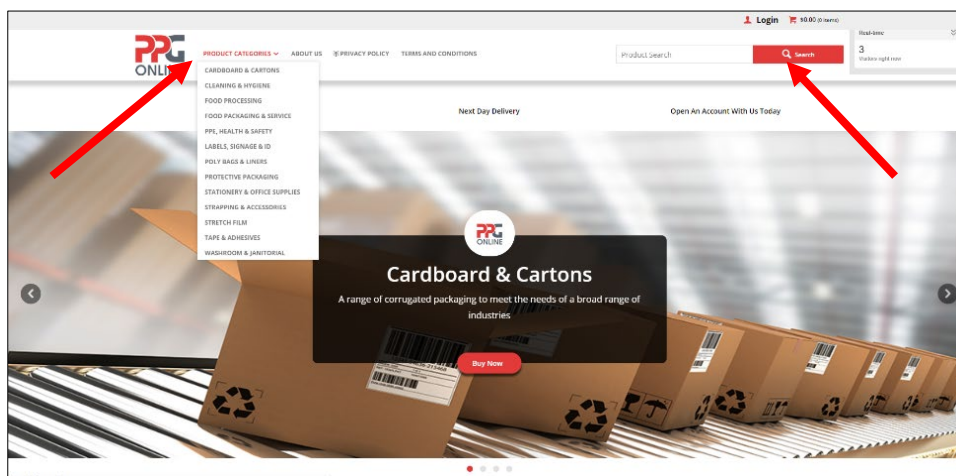 Login $0.00 (0 items)
Real-time
3
Visitors right now
PPG
ONLINE
PRODUCT CATEGORIES ABOUT US PRIVACY POLICY TERMS AND CONDITIONS
Product Search
Search
CARDBOARD & CARTONS
CLEANING & HYGIENE
FOOD PROCESSING
FOOD PACKAGING & SERVICE
PPE, HEALTH & SAFETY
LABELS, SIGNAGE & ID
POLY BAGS & LINERS
PROTECTIVE PACKAGING
STATIONERY & OFFICE SUPPLIES
STRAPPING & ACCESSORIES
STRETCH FILM
TAPE & ADHESIVES
WASHROOM & JANITORIAL
Next Day Delivery
Open An Account With Us Today
PPG
ONLINE
Cardboard & Cartons
A range of corrugated packaging to meet the needs of a broad range of
industries
Buy Now